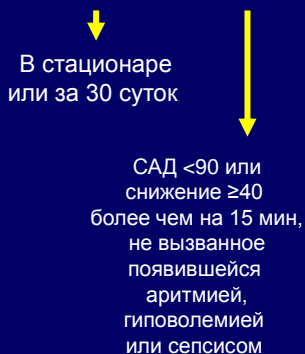 В стационаре
или за 30 суток
САД <90 или
снижение ≥40
более чем на 15 мин,
не вызванное
появившейся
аритмией,
гиповолемией
или сепсисом